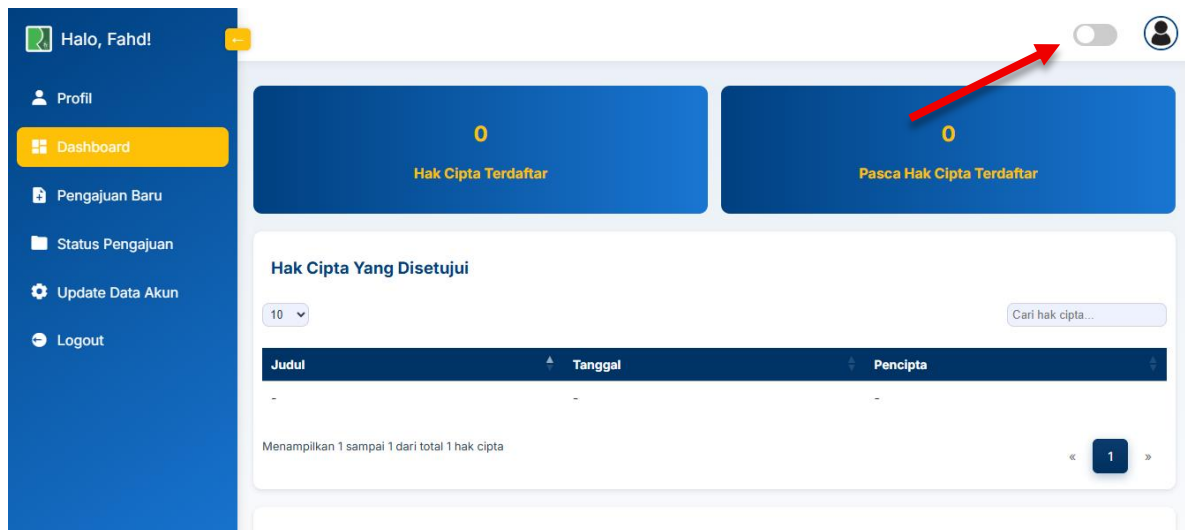 Halo, Fahd!
←
Profil
Dashboard
Pengajuan Baru
Status Pengajuan
Update Data Akun
Logout
0
Hak Cipta Terdaftar
0
Pasca Hak Cipta Terdaftar
Hak Cipta Yang Disetujui
10
Cari hak cipta...
Judul Tanggal Pencipta
- - -
Menampilkan 1 sampai 1 dari total 1 hak cipta
« 1 »